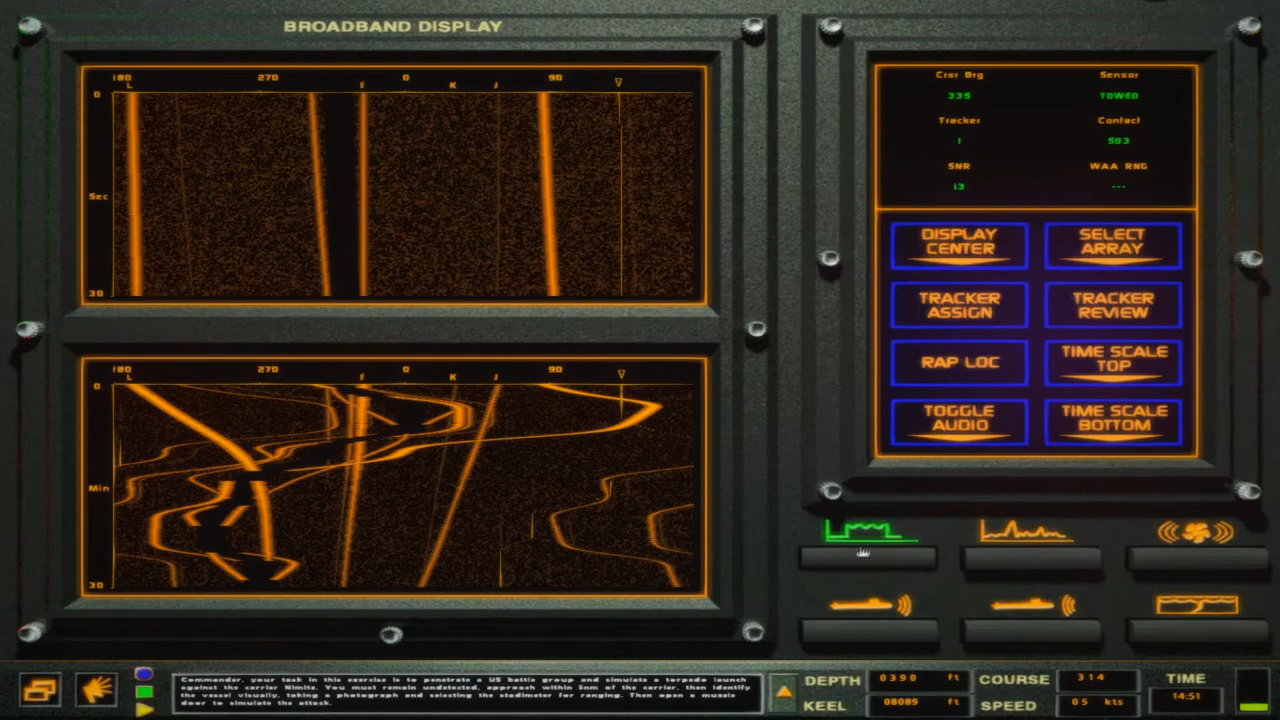 BROADBAND DISPLAY
180 270 0 90
L I K J
0
Sec
30
180 270 0 90
L I K J
0
Min
30
Crsr Brg Sensor
335 TOWED
Tracker Contact
1 S03
SNR WAA RNG
13 ---
DISPLAY CENTER
SELECT ARRAY
TRACKER ASSIGN
TRACKER REVIEW
RAP LOC
TIME SCALE TOP
TOGGLE AUDIO
TIME SCALE BOTTOM
Commander, your task in this exercise is to penetrate a US battle group and simulate a torpedo launch
against the carrier Nimitz. You must remain undetected, approach within 5nm of the carrier, then identify
the vessel visually, taking a photograph and selecting the stadimeter for ranging. Then open a muzzle
door to simulate the attack.
DEPTH 0390 ft COURSE 314 TIME
KEEL 08089 ft SPEED 05 kts 14:51